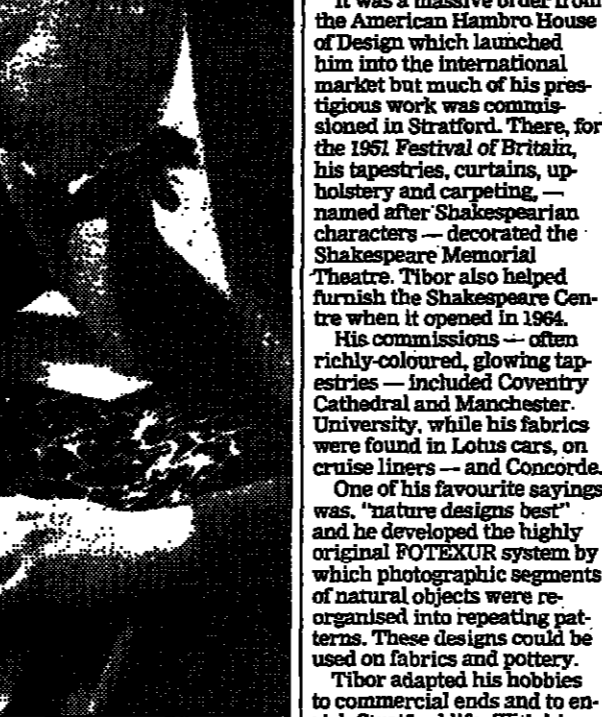 It was a massive order from
the American Hambro House
of Design which launched
him into the international
market but much of his pres-
tigious work was commis-
sioned in Stratford. There, for
the 1951 Festival of Britain,
his tapestries, curtains, up-
holstery and carpeting, —
named after Shakespearian
characters — decorated the
Shakespeare Memorial
Theatre. Tibor also helped
furnish the Shakespeare Cen-
tre when it opened in 1964.
His commissions — often
richly-coloured, glowing tap-
estries — included Coventry
Cathedral and Manchester
University, while his fabrics
were found in Lotus cars, on
cruise liners — and Concorde.
One of his favourite sayings
was, "nature designs best"
and he developed the highly
original FOTEXUR system by
which photographic segments
of natural objects were re-
organised into repeating pat-
terns. These designs could be
used on fabrics and pottery.
Tibor adapted his hobbies
to commercial ends and to en-